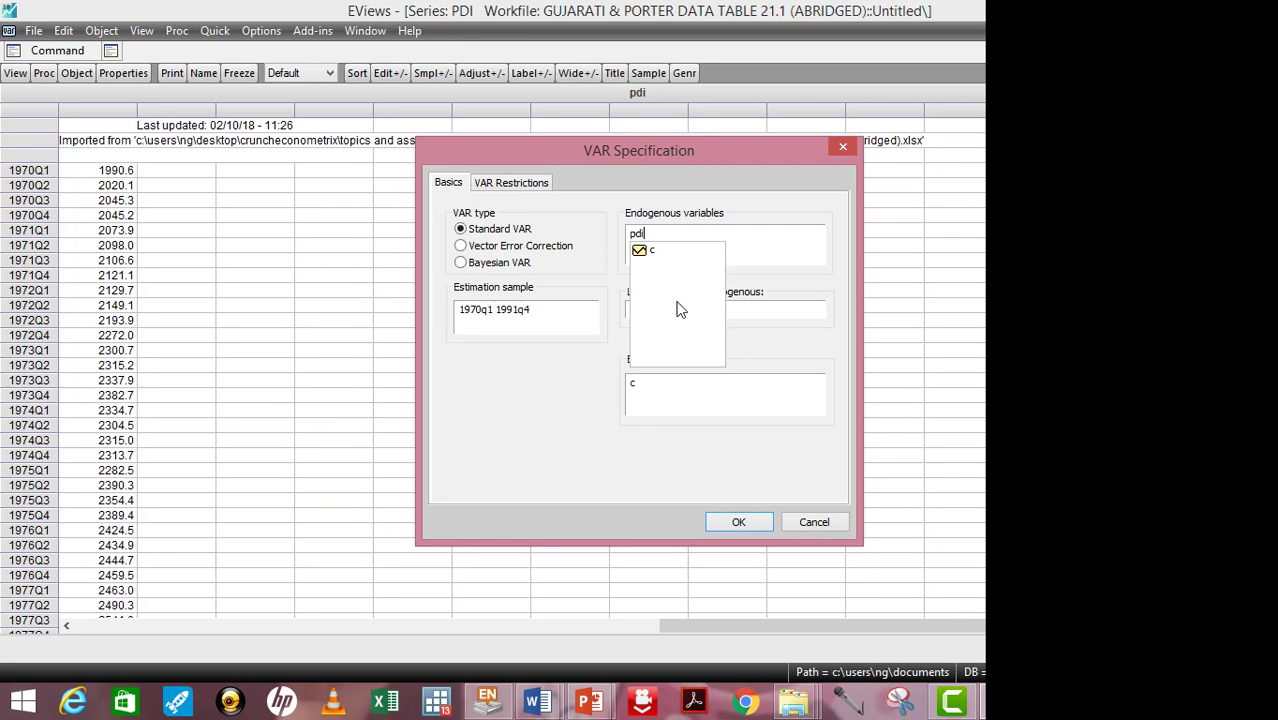 EViews - [Series: PDI Workfile: GUJARATI & PORTER DATA TABLE 21.1 (ABRIDGED)::Untitled\]
var File Edit Object View Proc Quick Options Add-ins Window Help
Command
View Proc Object Properties Print Name Freeze Default Sort Edit+/- Smpl+/- Adjust+/- Label+/- Wide+/- Title Sample Genr
pdi
Last updated: 02/10/18 - 11:26
Imported from 'c:\users\ng\desktop\cruncheconometrix\topics and ass ridged).xlsx'
1970Q1 1990.6
1970Q2 2020.1
1970Q3 2045.3
1970Q4 2045.2
1971Q1 2073.9
1971Q2 2098.0
1971Q3 2106.6
1971Q4 2121.1
1972Q1 2129.7
1972Q2 2149.1
1972Q3 2193.9
1972Q4 2272.0
1973Q1 2300.7
1973Q2 2315.2
1973Q3 2337.9
1973Q4 2382.7
1974Q1 2334.7
1974Q2 2304.5
1974Q3 2315.0
1974Q4 2313.7
1975Q1 2282.5
1975Q2 2390.3
1975Q3 2354.4
1975Q4 2389.4
1976Q1 2424.5
1976Q2 2434.9
1976Q3 2444.7
1976Q4 2459.5
1977Q1 2463.0
1977Q2 2490.3
1977Q3
VAR Specification
Basics VAR Restrictions
VAR type
Standard VAR
Vector Error Correction
Bayesian VAR
Estimation sample
1970q1 1991q4
Endogenous variables
pdi
c
ogenous:
c
OK Cancel
Path = c:\users\ng\documents DB =
EN
13